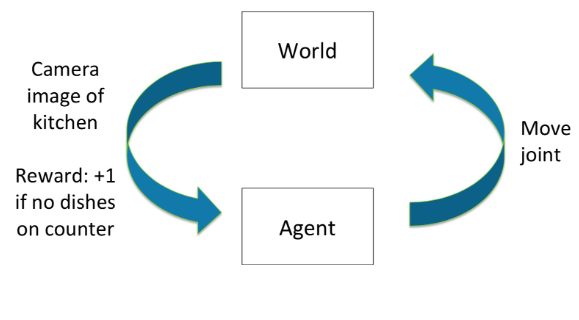 World
Camera
image of
kitchen
Reward: +1
if no dishes
on counter
Move
joint
Agent